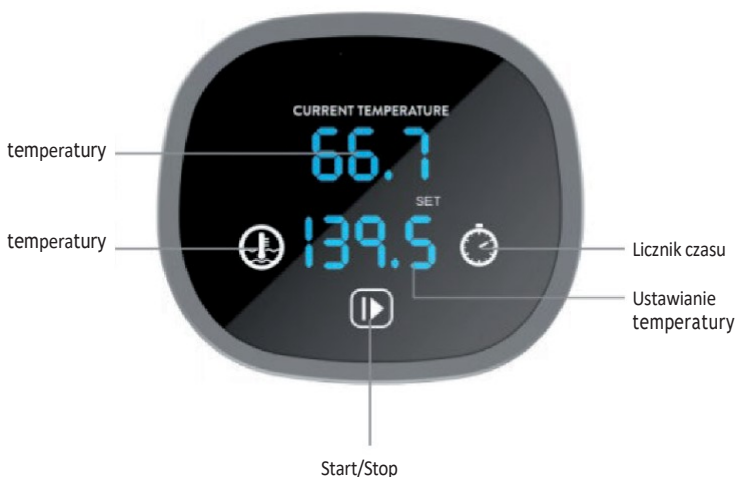 CURRENT TEMPERATURE
temperatury
66.7
SET
temperatury
139.5
Licznik czasu
Ustawianie
temperatury
Start/Stop